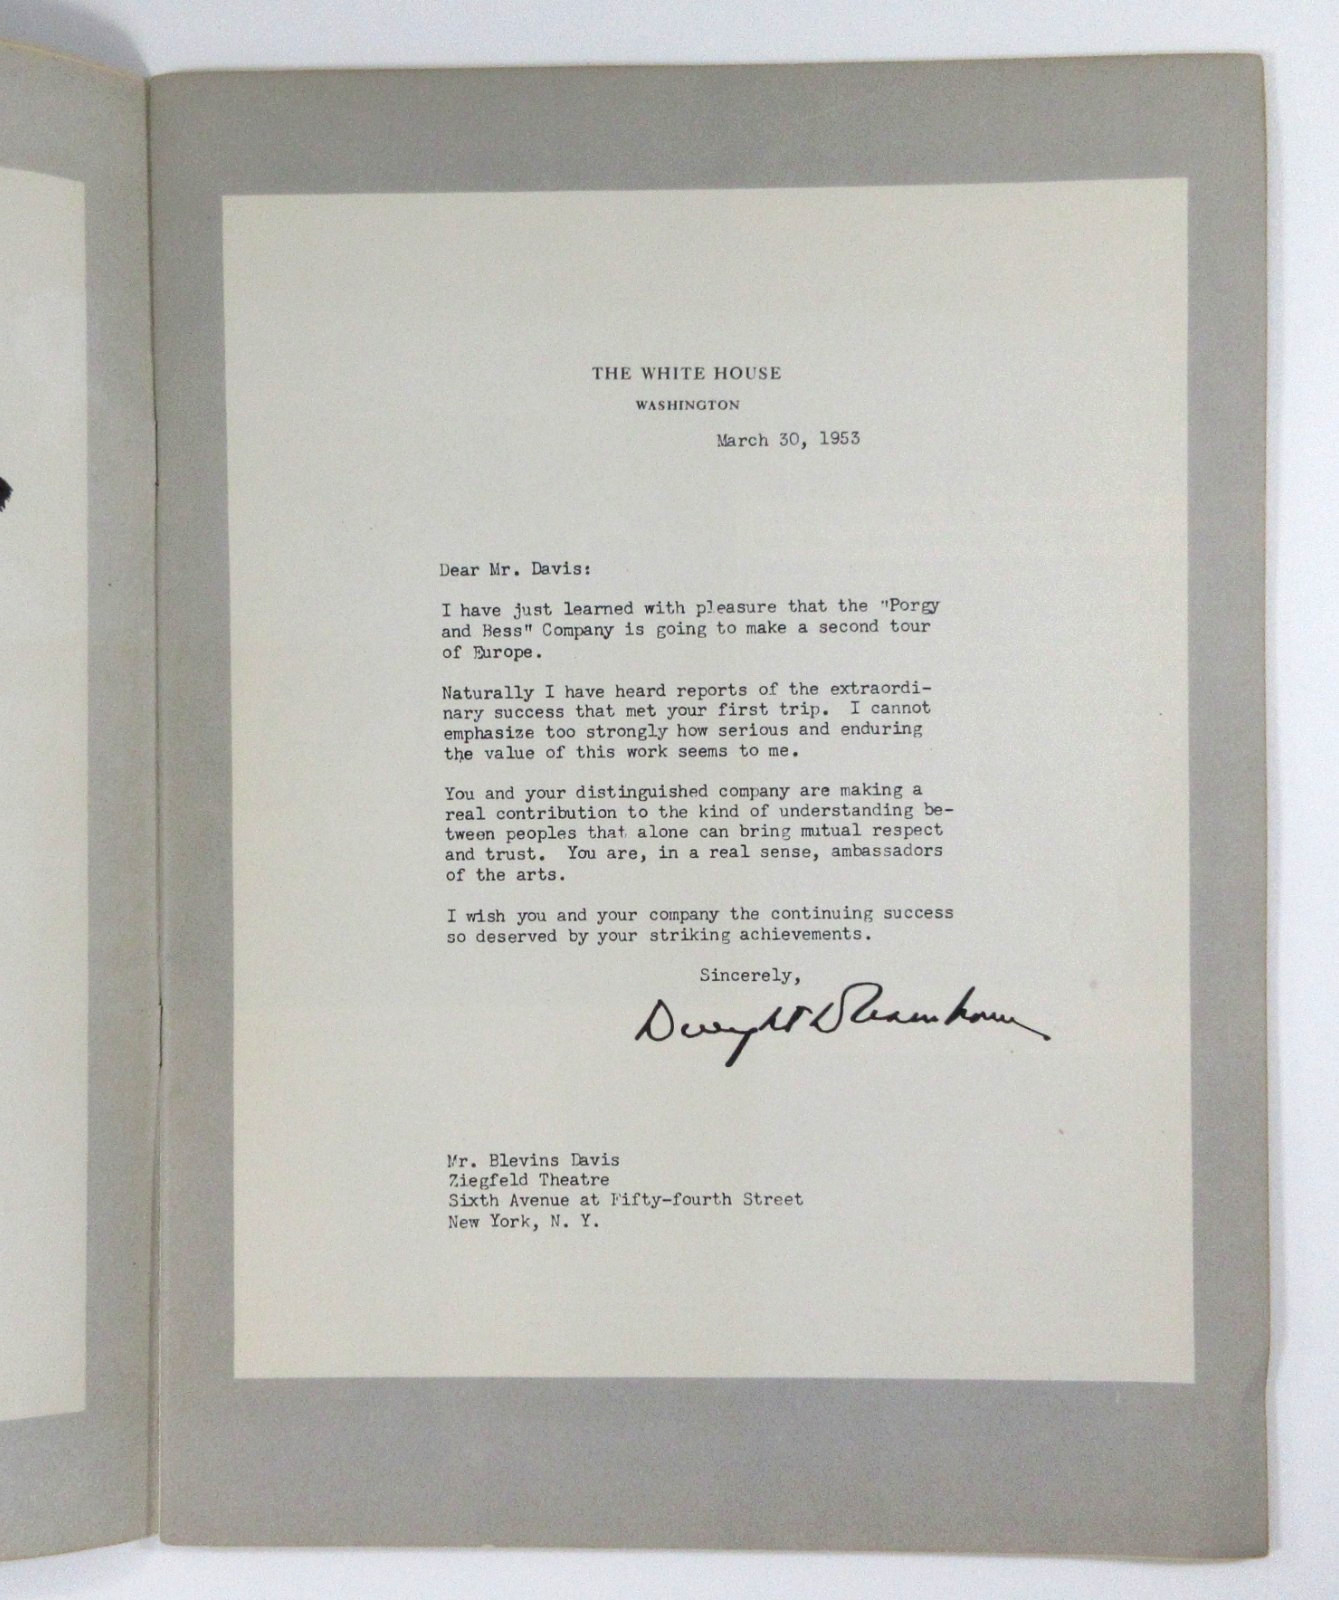 THE WHITE HOUSE
WASHINGTON
March 30, 1953
Dear Mr. Davis:
I have just learned with pleasure that the "Porgy
and Bess" Company is going to make a second tour
of Europe.
Naturally I have heard reports of the extraordi-
nary success that met your first trip. I cannot
emphasize too strongly how serious and enduring
the value of this work seems to me.
You and your distinguished company are making a
real contribution to the kind of understanding be-
tween peoples that alone can bring mutual respect
and trust. You are, in a real sense, ambassadors
of the arts.
I wish you and your company the continuing success
so deserved by your striking achievements.
Sincerely,
Dwight D Eisenhower
Mr. Blevins Davis
Ziegfeld Theatre
Sixth Avenue at Fifty-fourth Street
New York, N. Y.